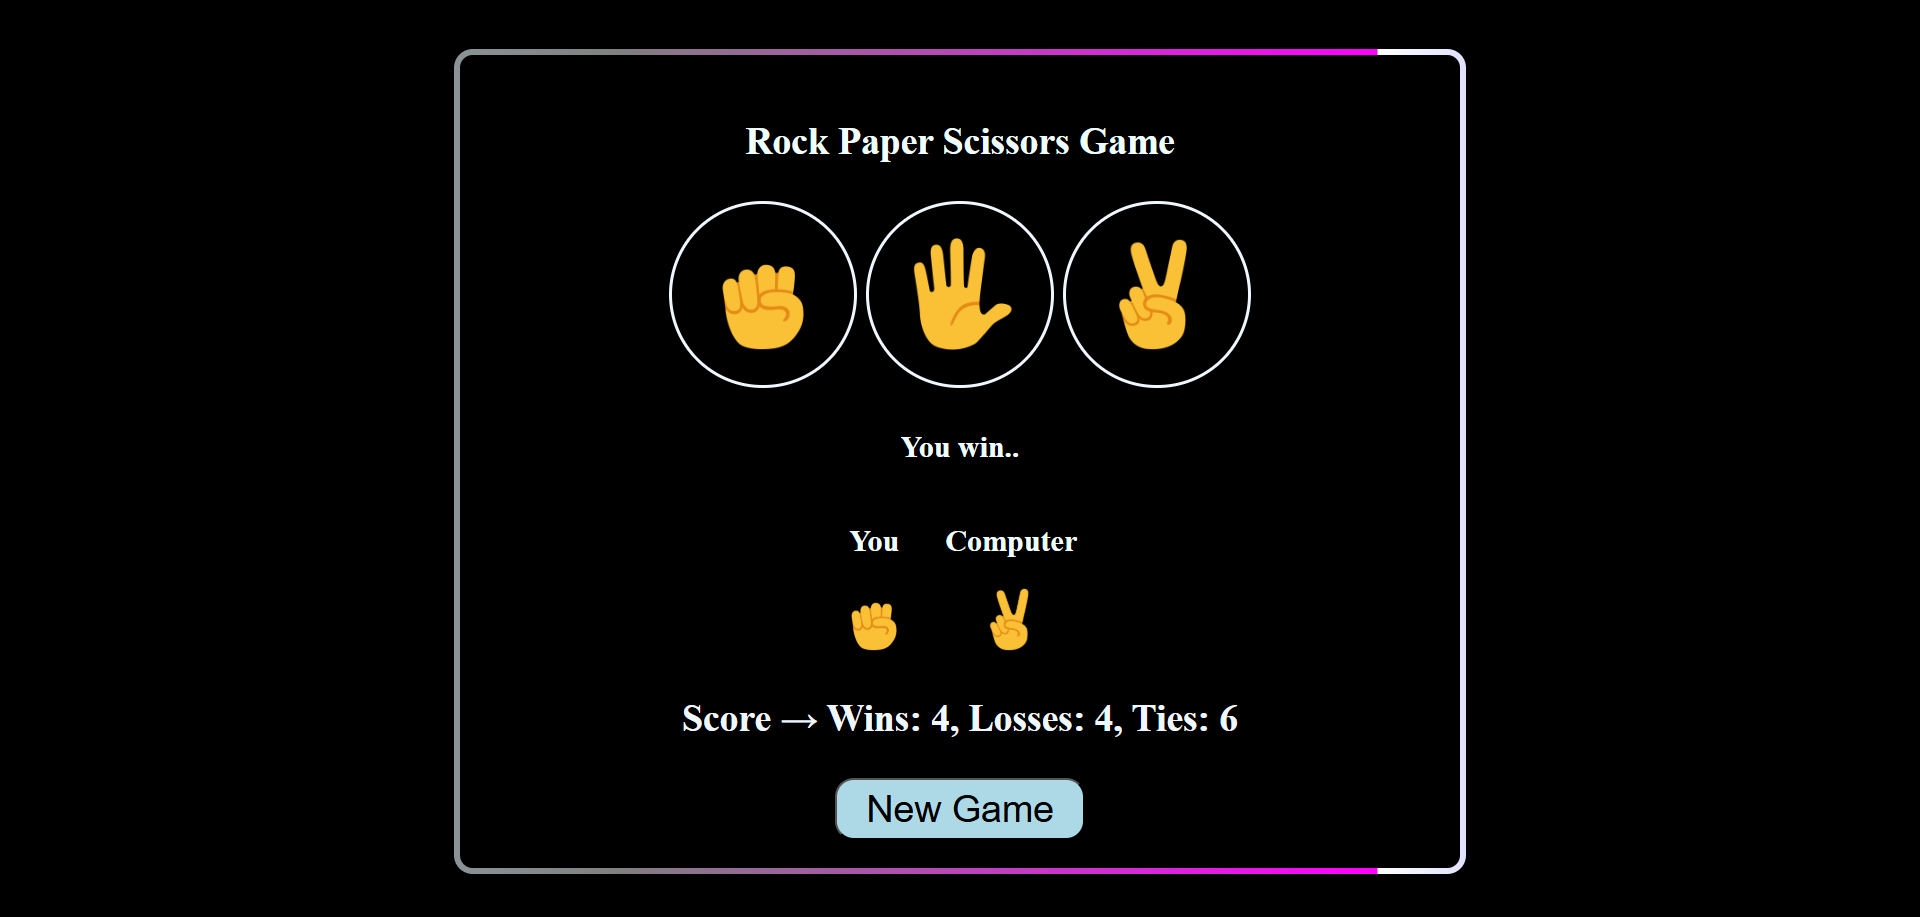 Rock Paper Scissors Game
You win..
You Computer
Score → Wins: 4, Losses: 4, Ties: 6
New Game